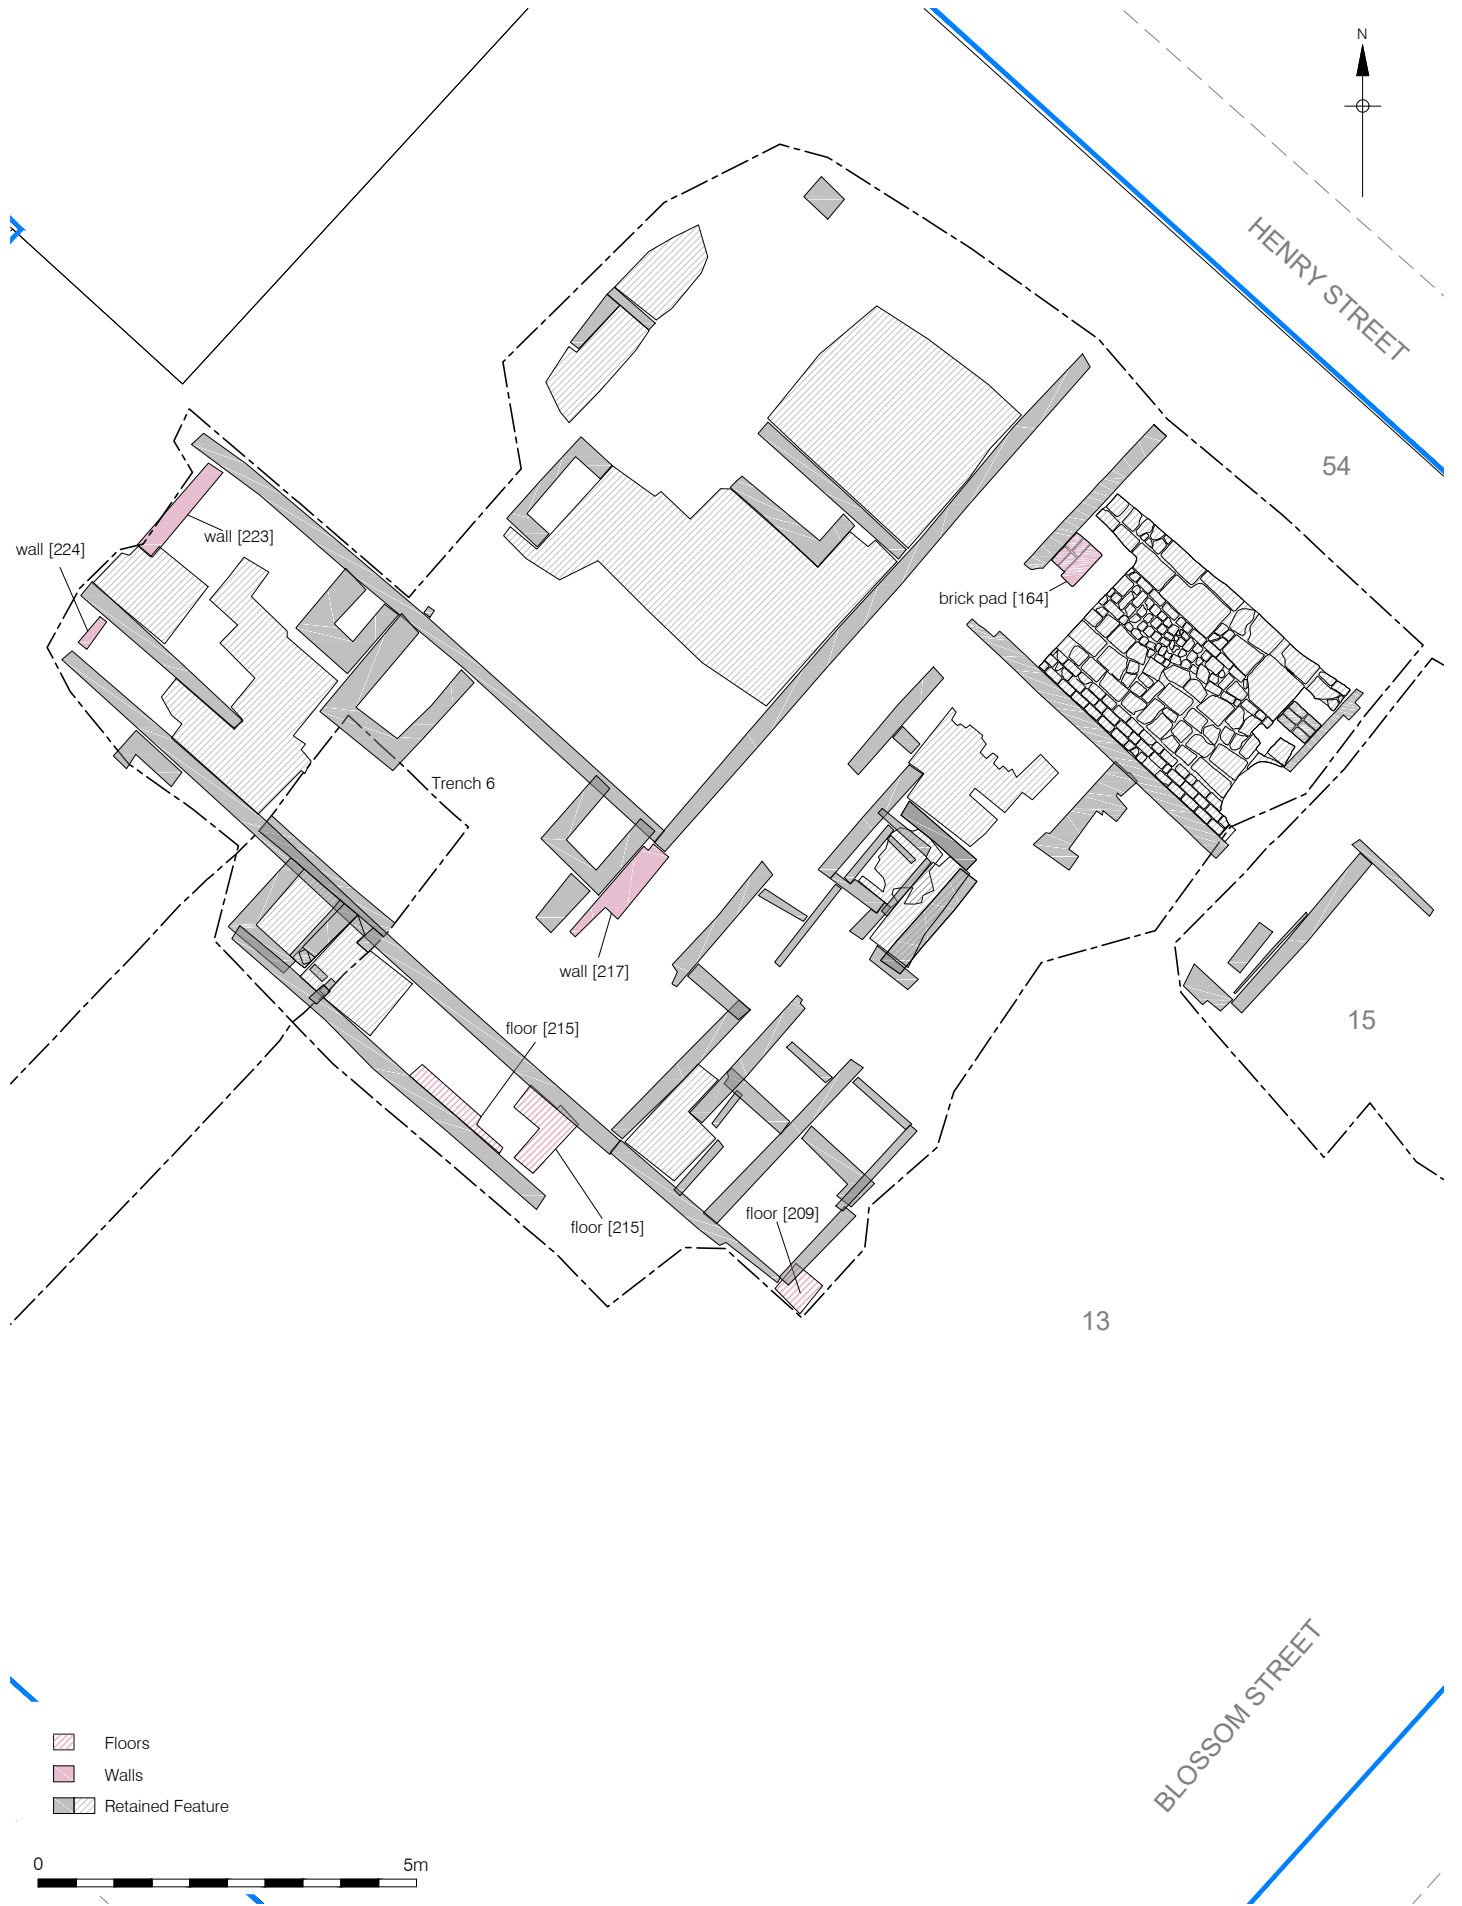 N
HENRY STREET
54
wall [223]
wall [224]
brick pad [164]
Trench 6
wall [217]
floor [215]
15
floor [209]
floor [215]
13
BLOSSOM STREET
Floors
Walls
Retained Feature
0 5m